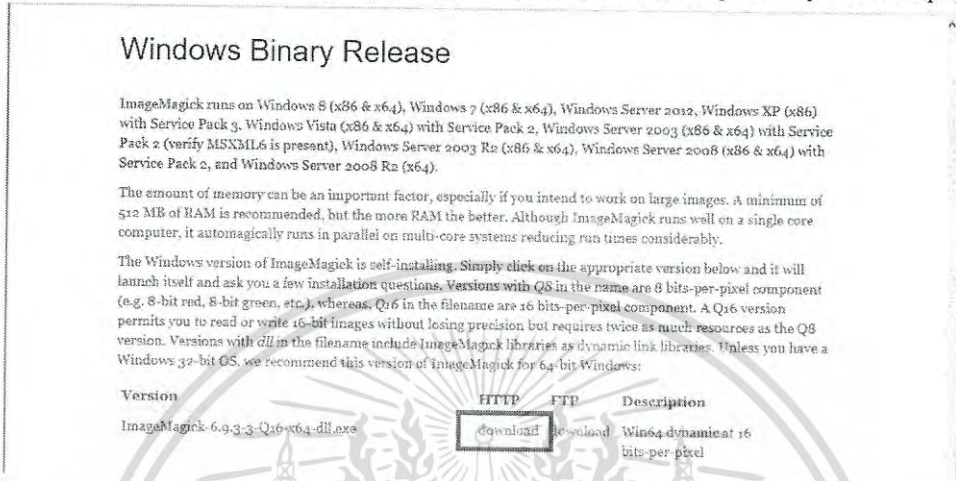 Windows Binary Release
ImageMagick runs on Windows 8 (x86 & x64), Windows 7 (x86 & x64), Windows Server 2012, Windows XP (x86)
with Service Pack 3, Windows Vista (x86 & x64) with Service Pack 2, Windows Server 2003 (x86 & x64) with Service
Pack 2 (verify MSXML6 is present), Windows Server 2003 R2 (x86 & x64), Windows Server 2008 (x86 & x64) with
Service Pack 2, and Windows Server 2008 R2 (x64).
The amount of memory can be an important factor, especially if you intend to work on large images. A minimum of
512 MB of RAM is recommended, but the more RAM the better. Although ImageMagick runs well on a single core
computer, it automagically runs in parallel on multi-core systems reducing run times considerably.
The Windows version of ImageMagick is self-installing. Simply click on the appropriate version below and it will
launch itself and ask you a few installation questions. Versions with Q8 in the name are 8 bits-per-pixel component
(e.g. 8-bit red, 8-bit green, etc.), whereas, Q16 in the filename are 16 bits-per-pixel component. A Q16 version
permits you to read or write 16-bit images without losing precision but requires twice as much resources as the Q8
version. Versions with dll in the filename include ImageMagick libraries as dynamic link libraries. Unless you have a
Windows 32-bit OS, we recommend this version of ImageMagick for 64-bit Windows:
Version HTTP FTP Description
ImageMagick-6.9.3-3-Q16-x64-dll.exe download download Win64 dynamic at 16
bits-per-pixel